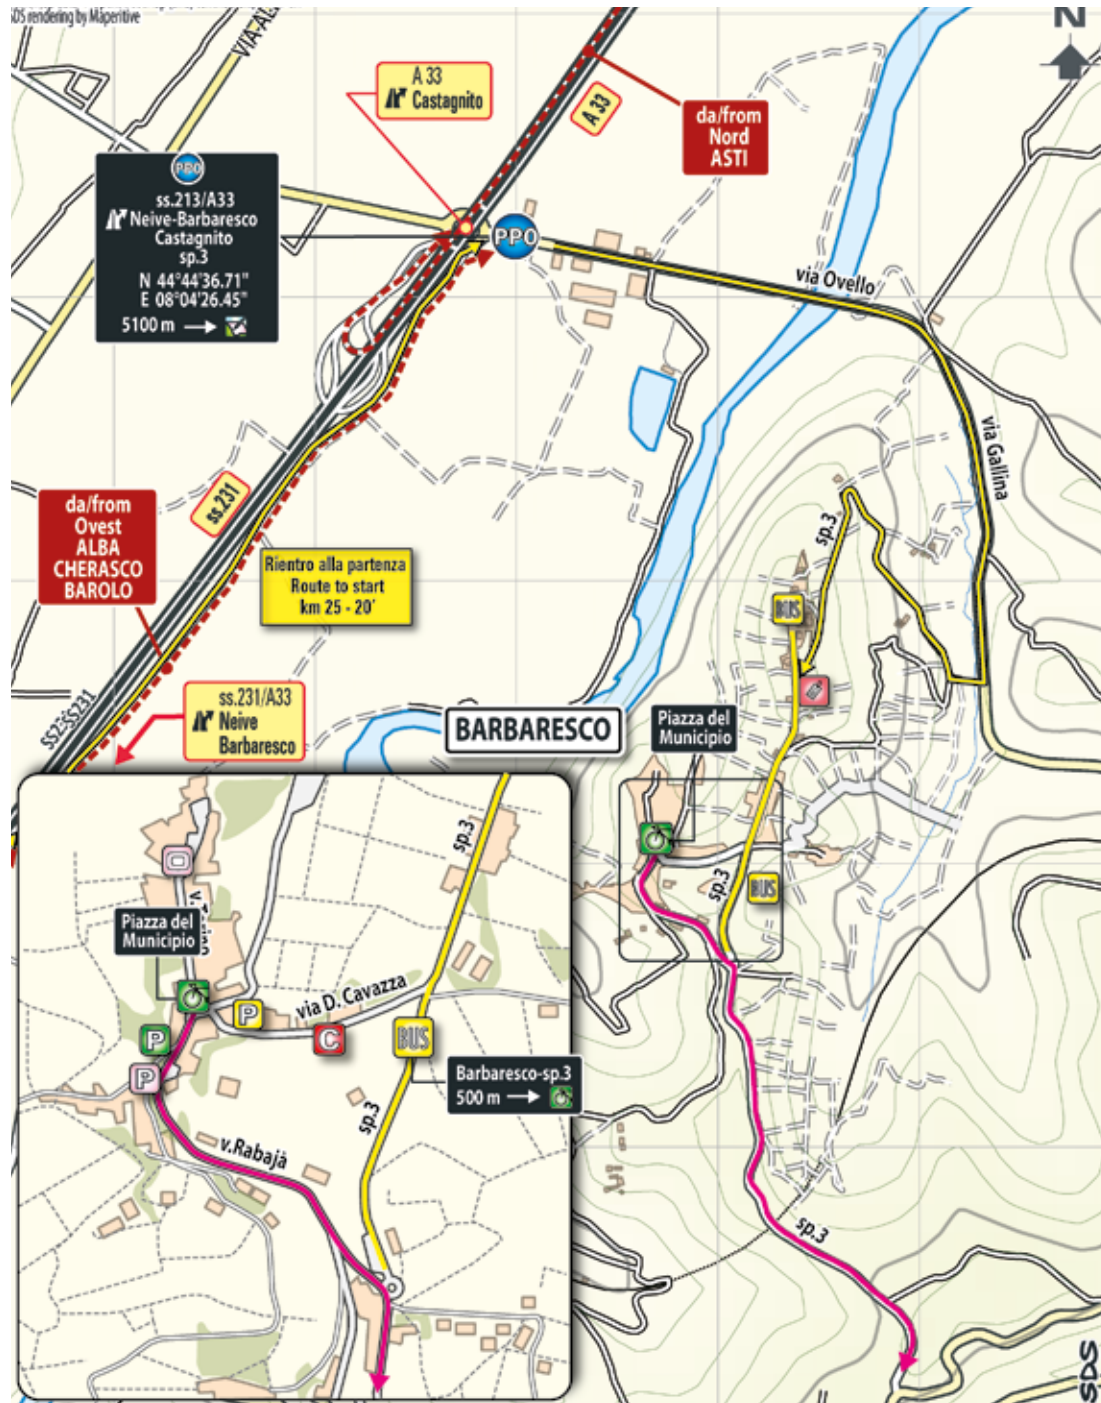 SDS rendering by Maperitive
VIA AL
N
A 33
Castagnito
A 33
da/from
Nord
ASTI
PPO
ss.213/A33
Neive-Barbaresco
Castagnito
sp.3
N 44°44'36.71"
E 08°04'26.45"
5100 m
PPO
via Ovello
via Gallina
ss.231
da/from
Ovest
ALBA
CHERASCO
BAROLO
Rientro alla partenza
Route to start
km 25 - 20'
sp.3
BUS
ss.231/A33
Neive
Barbaresco
BARBARESCO
Piazza del
Municipio
sp.3
BUS
sp.3
sp.3
Piazza del
Municipio
P
via D. Cavazza
C
BUS
P
P
Barbaresco-sp.3
500 m
sp.3
v.Rabajà
SDS